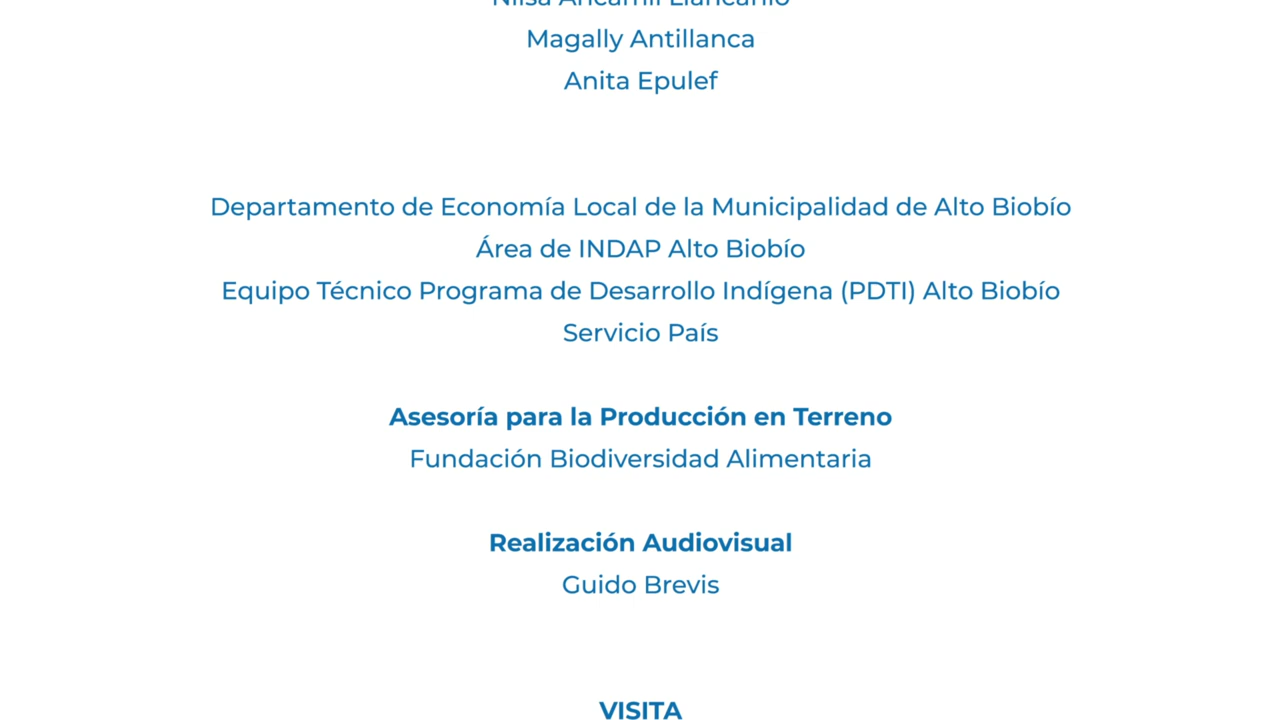 Magally Antillanca
Anita Epulef
Departamento de Economía Local de la Municipalidad de Alto Biobío
Área de INDAP Alto Biobío
Equipo Técnico Programa de Desarrollo Indígena (PDTI) Alto Biobío
Servicio País
Asesoría para la Producción en Terreno
Fundación Biodiversidad Alimentaria
Realización Audiovisual
Guido Brevis
VISITA